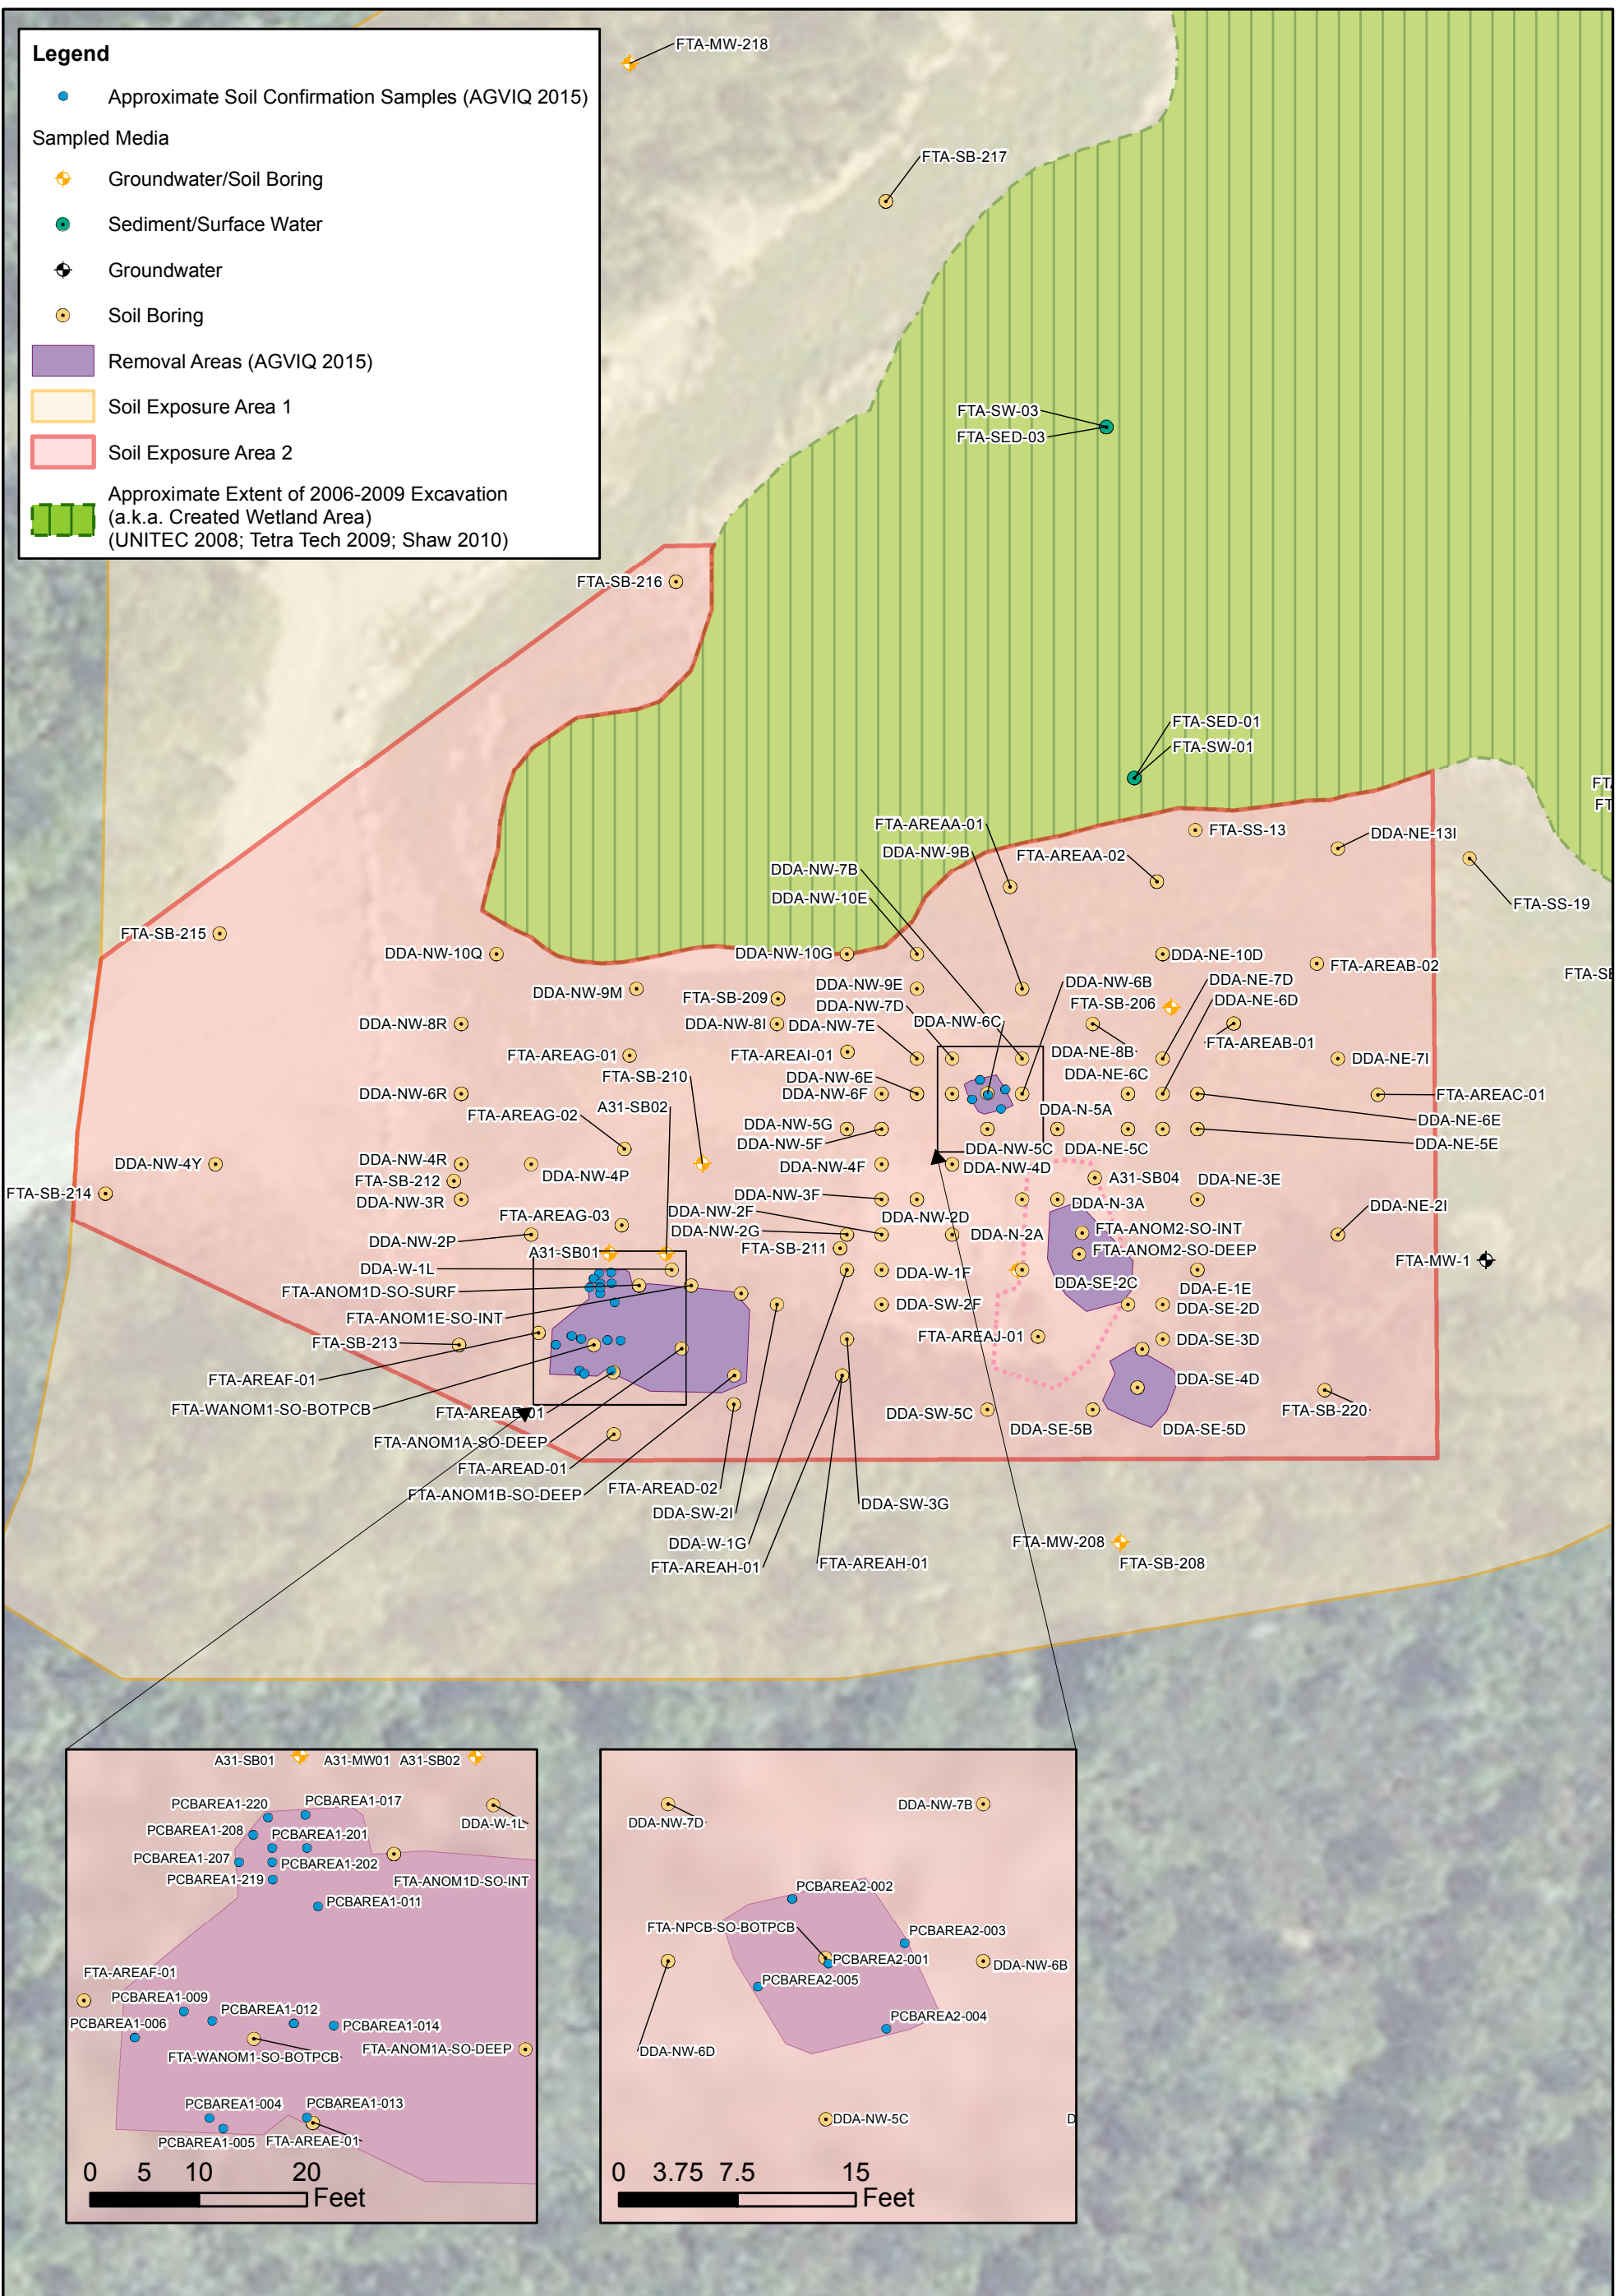 Legend
Approximate Soil Confirmation Samples (AGVIQ 2015)
Sampled Media
Groundwater/Soil Boring
Sediment/Surface Water
Groundwater
Soil Boring
Removal Areas (AGVIQ 2015)
Soil Exposure Area 1
Soil Exposure Area 2
Approximate Extent of 2006-2009 Excavation
(a.k.a. Created Wetland Area)
(UNITEC 2008; Tetra Tech 2009; Shaw 2010)
FTA-MW-218
FTA-SB-217
FTA-SW-03
FTA-SED-03
FTA-SB-216
FTA-SED-01
FTA-SW-01
FT
FT
FTA-AREAA-01
FTA-SS-13
DDA-NE-13I
DDA-NW-9B
FTA-AREAA-02
DDA-NW-7B
DDA-NW-10E
FTA-SS-19
FTA-SB-215
DDA-NW-10Q
DDA-NW-10G
DDA-NE-10D
FTA-AREAB-02
FTA-SB
DDA-NW-9M
FTA-SB-209
DDA-NW-9E
DDA-NW-6B
DDA-NE-7D
DDA-NW-7D
FTA-SB-206
DDA-NE-6D
DDA-NW-8R
DDA-NW-8I
DDA-NW-7E
DDA-NW-6C
FTA-AREAB-01
FTA-AREAG-01
FTA-AREAI-01
DDA-NE-8B
DDA-NE-7I
FTA-SB-210
DDA-NW-6E
DDA-NE-6C
DDA-NW-6R
DDA-NW-6F
FTA-AREAC-01
FTA-AREAG-02
A31-SB02
DDA-N-5A
DDA-NE-6E
DDA-NW-5G
DDA-NW-5F
DDA-NW-5C
DDA-NE-5C
DDA-NE-5E
DDA-NW-4Y
DDA-NW-4R
DDA-NW-4P
DDA-NW-4F
DDA-NW-4D
FTA-SB-212
A31-SB04
DDA-NE-3E
FTA-SB-214
DDA-NW-3R
DDA-NW-3F
DDA-N-3A
FTA-AREAG-03
DDA-NW-2F
DDA-NW-2D
DDA-NE-2I
DDA-NW-2G
DDA-N-2A
FTA-ANOM2-SO-INT
DDA-NW-2P
FTA-SB-211
FTA-ANOM2-SO-DEEP
A31-SB01
FTA-MW-1
DDA-W-1L
DDA-W-1F
DDA-SE-2C
DDA-E-1E
FTA-ANOM1D-SO-SURF
DDA-SW-2F
DDA-SE-2D
FTA-ANOM1E-SO-INT
FTA-AREAJ-01
DDA-SE-3D
FTA-SB-213
FTA-AREAF-01
DDA-SE-4D
FTA-WANOM1-SO-BOTPCB
FTA-AREAE-01
DDA-SW-5C
FTA-SB-220
DDA-SE-5B
DDA-SE-5D
FTA-ANOM1A-SO-DEEP
FTA-AREAD-01
FTA-ANOM1B-SO-DEEP
FTA-AREAD-02
DDA-SW-3G
DDA-SW-2I
DDA-W-1G
FTA-MW-208
FTA-SB-208
FTA-AREAH-01
FTA-AREAH-01
A31-SB01
A31-MW01
A31-SB02
PCBAREA1-220
PCBAREA1-017
DDA-W-1L
PCBAREA1-208
PCBAREA1-201
PCBAREA1-207
PCBAREA1-202
PCBAREA1-219
FTA-ANOM1D-SO-INT
PCBAREA1-011
FTA-AREAF-01
PCBAREA1-009
PCBAREA1-012
PCBAREA1-006
PCBAREA1-014
FTA-WANOM1-SO-BOTPCB
FTA-ANOM1A-SO-DEEP
PCBAREA1-004
PCBAREA1-013
PCBAREA1-005
FTA-AREAE-01
0 5 10 20
Feet
DDA-NW-7D
DDA-NW-7B
PCBAREA2-002
FTA-NPCB-SO-BOTPCB
PCBAREA2-003
PCBAREA2-001
DDA-NW-6B
PCBAREA2-005
PCBAREA2-004
DDA-NW-6D
DDA-NW-5C
D
0 3.75 7.5 15
Feet